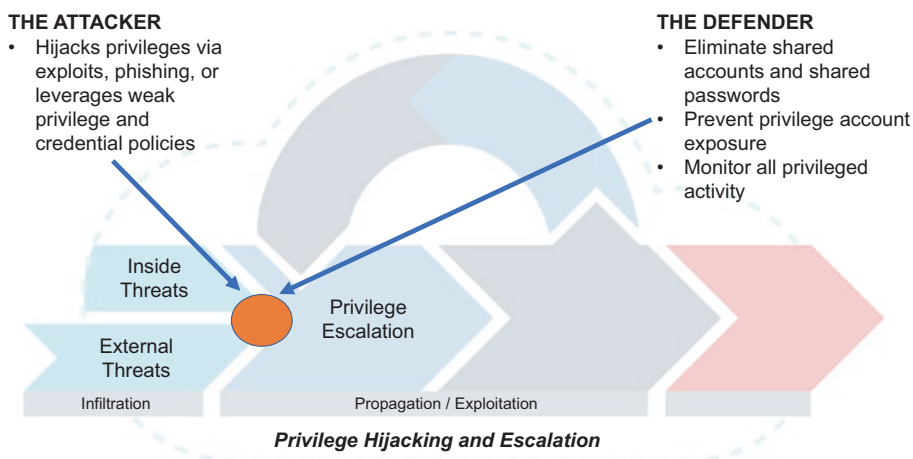 THE ATTACKER
• Hijacks privileges via
exploits, phishing, or
leverages weak
privilege and
credential policies
THE DEFENDER
• Eliminate shared
accounts and shared
passwords
• Prevent privilege account
exposure
• Monitor all privileged
activity
Inside
Threats
External
Threats
Privilege
Escalation
Infiltration
Propagation / Exploitation
Privilege Hijacking and Escalation